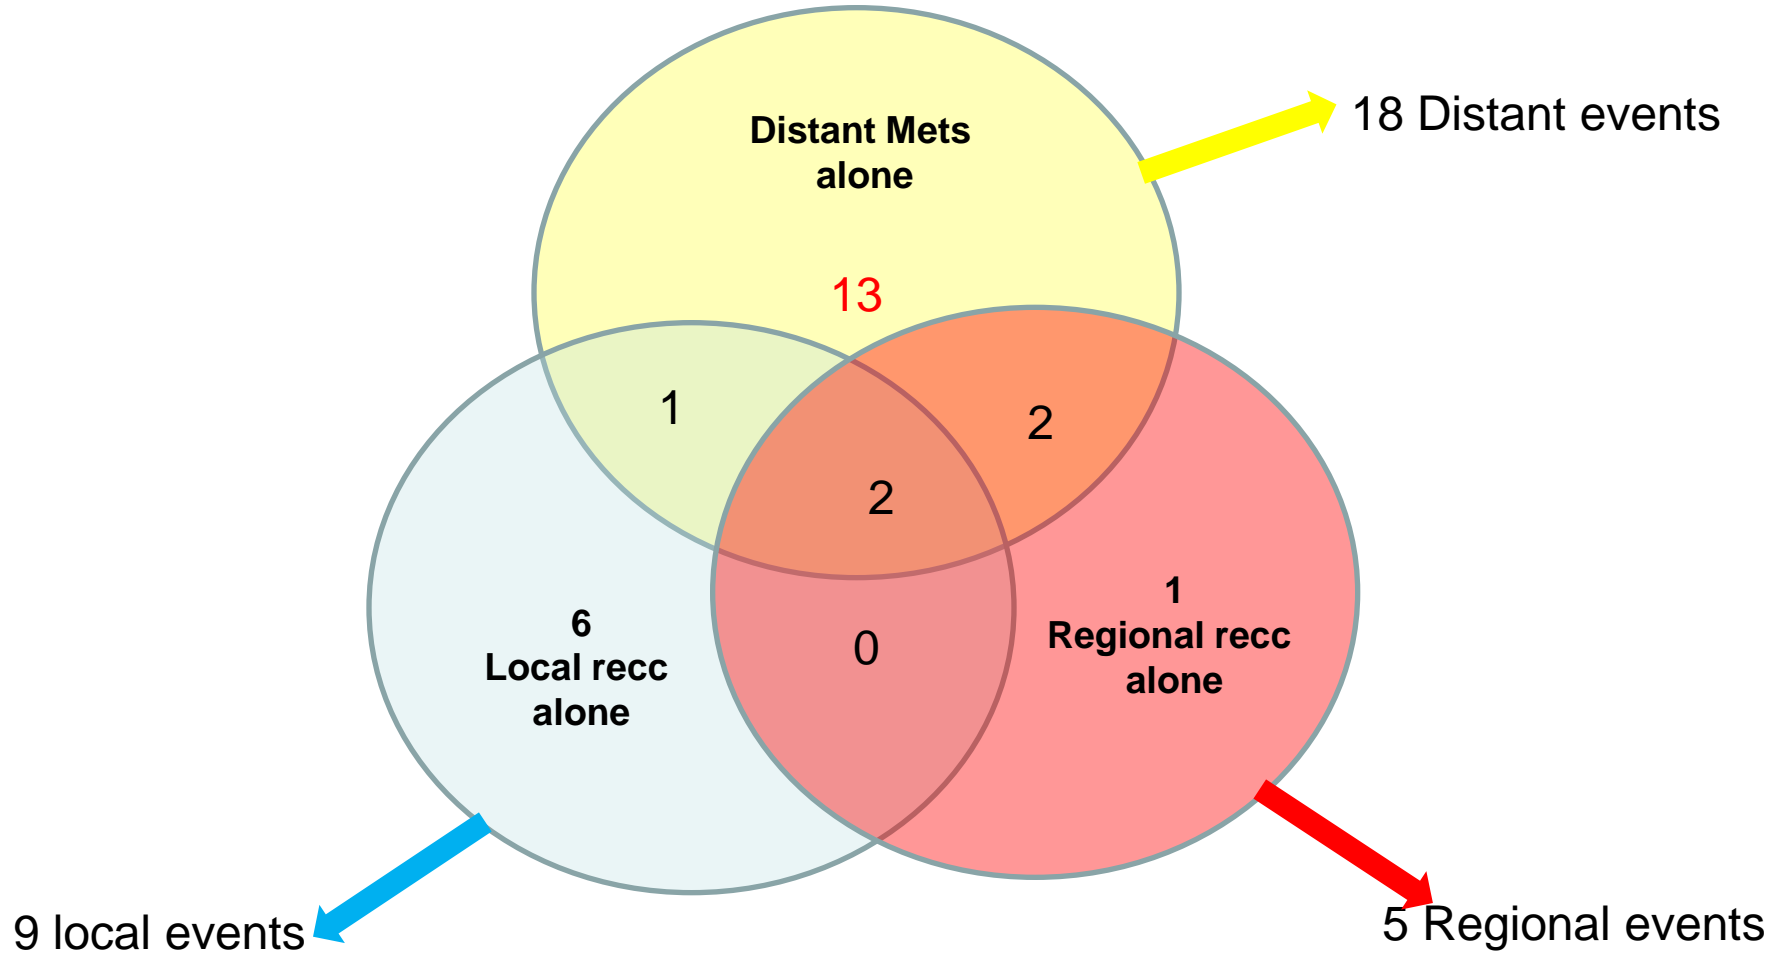 Distant Mets
alone
18 Distant events
13
1
2
2
6
Local recc
alone
0
1
Regional recc
alone
9 local events
5 Regional events